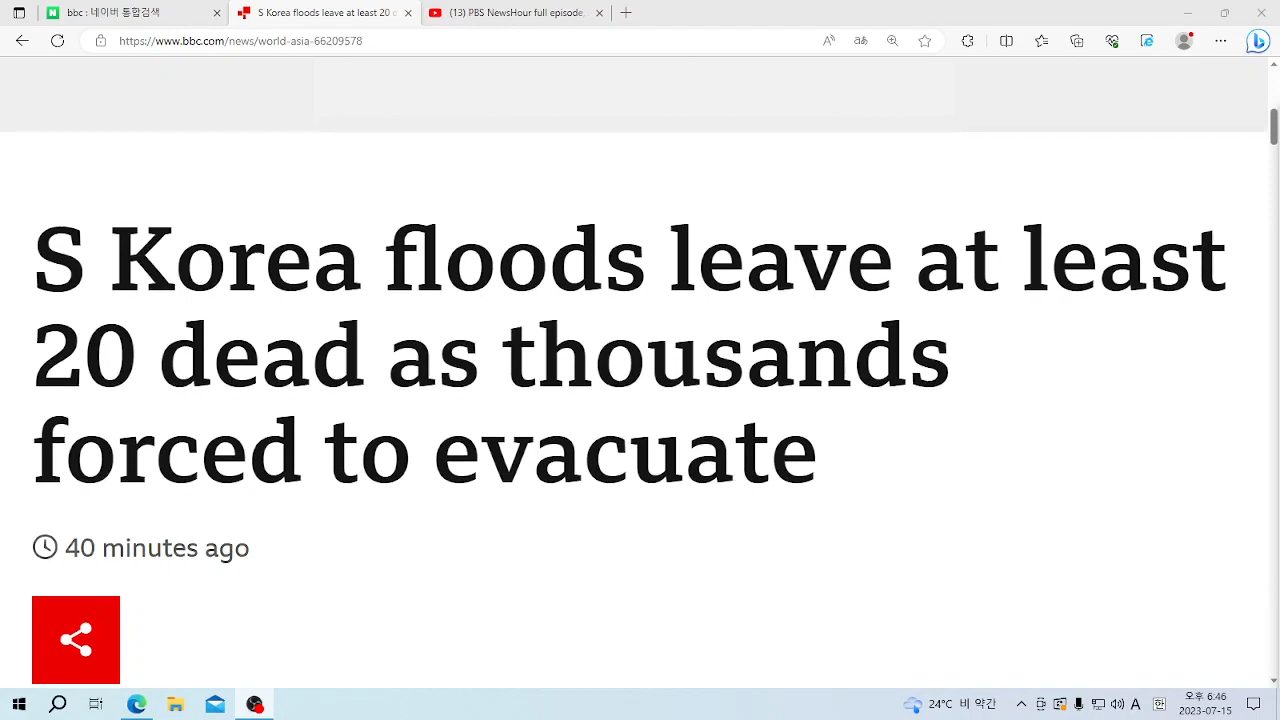 bbc : 네이버 통합검색
S Korea floods leave at least 20 d
(13) PBS NewsHour full episode,
https://www.bbc.com/news/world-asia-66209578
S Korea floods leave at least
20 dead as thousands
forced to evacuate
40 minutes ago
24°C 비 약간
A
오후 6:46
2023-07-15